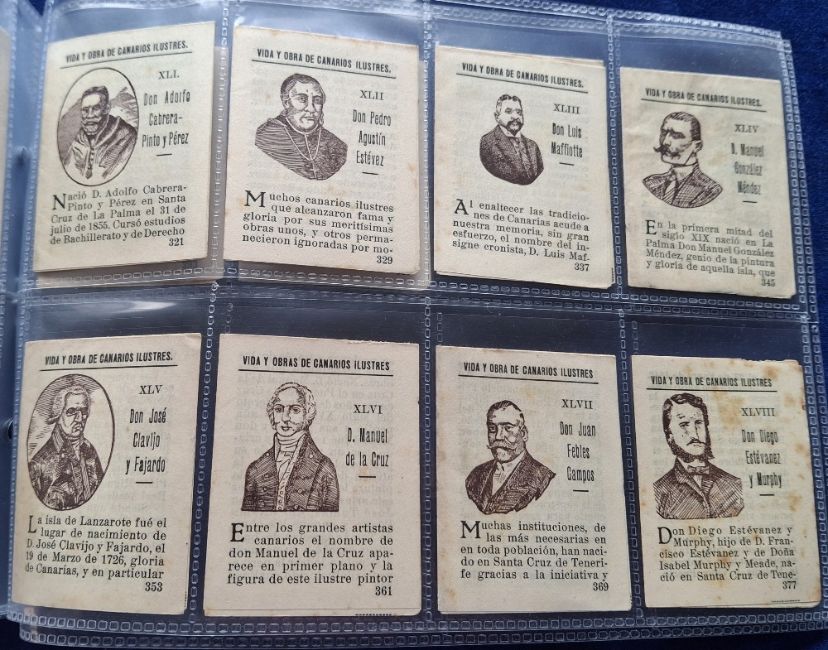 VIDA Y OBRA DE CANARIOS ILUSTRES.
XLI.
Don Adolfo
Cabrera-
Pinto y Pérez
Nació D. Adolfo Cabrera-
Pinto y Pérez en Santa
Cruz de La Palma el 31 de
julio de 1855. Cursó estudios
de Bachillerato y de Derecho
321
VIDA Y OBRA DE CANARIOS ILUSTRES.
XLII
Don Pedro
Agustín
Estévez
Muchos canarios ilustres
que alcanzaron fama y
gloria por sus meritísimas
obras unos, y otros perma-
necieron ignoradas por mo-
329
VIDA Y OBRA DE CANARIOS ILUSTRES.
XLIII
Don Luis
Maffiotte
Al enaltecer las tradicio-
nes de Canarias acude a
nuestra memoria, sin gran
esfuerzo, el nombre del in-
signe cronista, D. Luis Maf-
337
VIDA Y OBRA DE CANARIOS ILUSTRES.
XLIV
D. Manuel
González
Méndez
En la primera mitad del
siglo XIX nació en La
Palma Don Manuel González
Méndez, genio de la pintura
y gloria de aquella isla, que
345
VIDA Y OBRA DE CANARIOS ILUSTRES.
XLV
Don José
Clavijo
y Fajardo
La isla de Lanzarote fué el
lugar de nacimiento de
D. José Clavijo y Fajardo, el
19 de Marzo de 1726, gloria
de Canarias, y en particular
353
VIDA Y OBRAS DE CANARIOS ILUSTRES
XLVI
D. Manuel
de la Cruz
Entre los grandes artistas
canarios el nombre de
don Manuel de la Cruz apa-
rece en primer plano y la
figura de este ilustre pintor
361
VIDA Y OBRA DE CANARIOS ILUSTRES
XLVII
Don Juan
Febles
Campos
Muchas instituciones, de
las más necesarias en
en toda población, han naci-
do en Santa Cruz de Teneri-
fe gracias a la iniciativa y
369
VIDA Y OBRA DE CANARIOS ILUSTRES
XLVIII
Don Diego
Estévanez
y Murphy
Don Diego Estévanez y
Murphy, hijo de D. Fran-
cisco Estévanez y de Doña
Isabel Murphy y Meade, na-
ció en Santa Cruz de Tene-
377